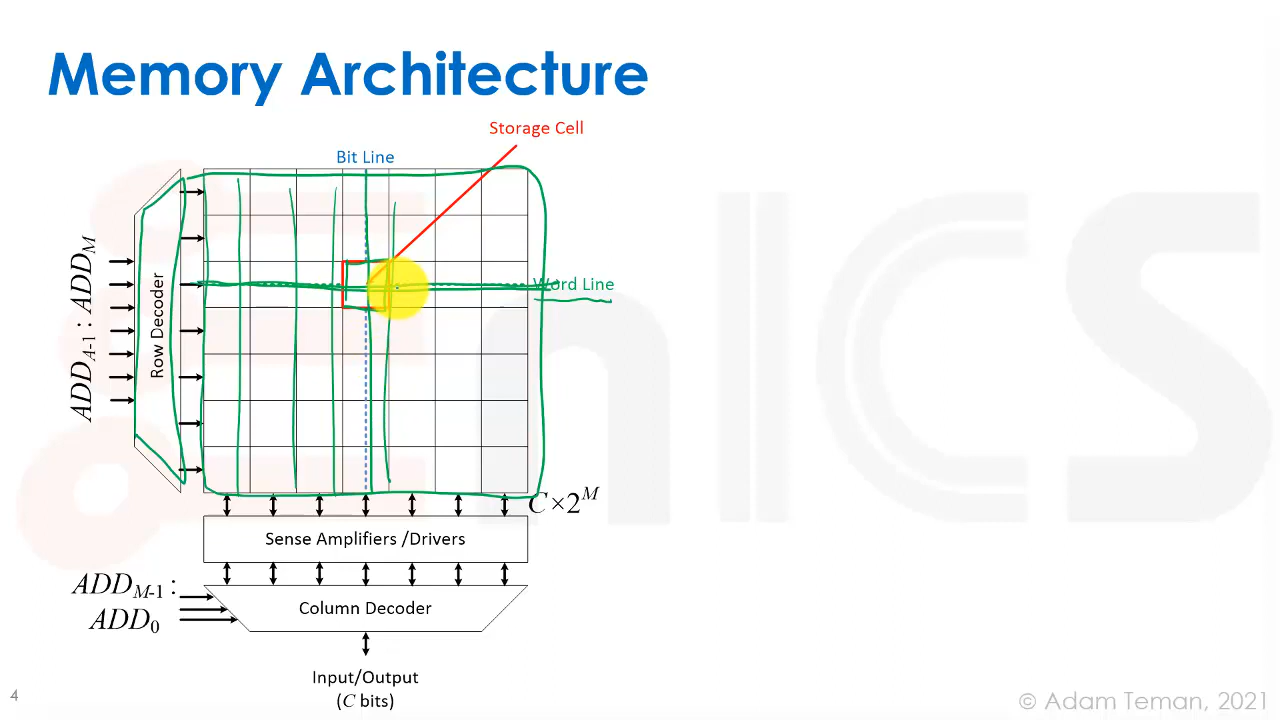 Memory Architecture
Storage Cell
Bit Line
Word Line
ADD_{A-1} : ADD_M
Row Decoder
C×2^M
Sense Amplifiers /Drivers
ADD_{M-1} :
ADD_0
Column Decoder
Input/Output
(C bits)
4
© Adam Teman, 2021
nICS